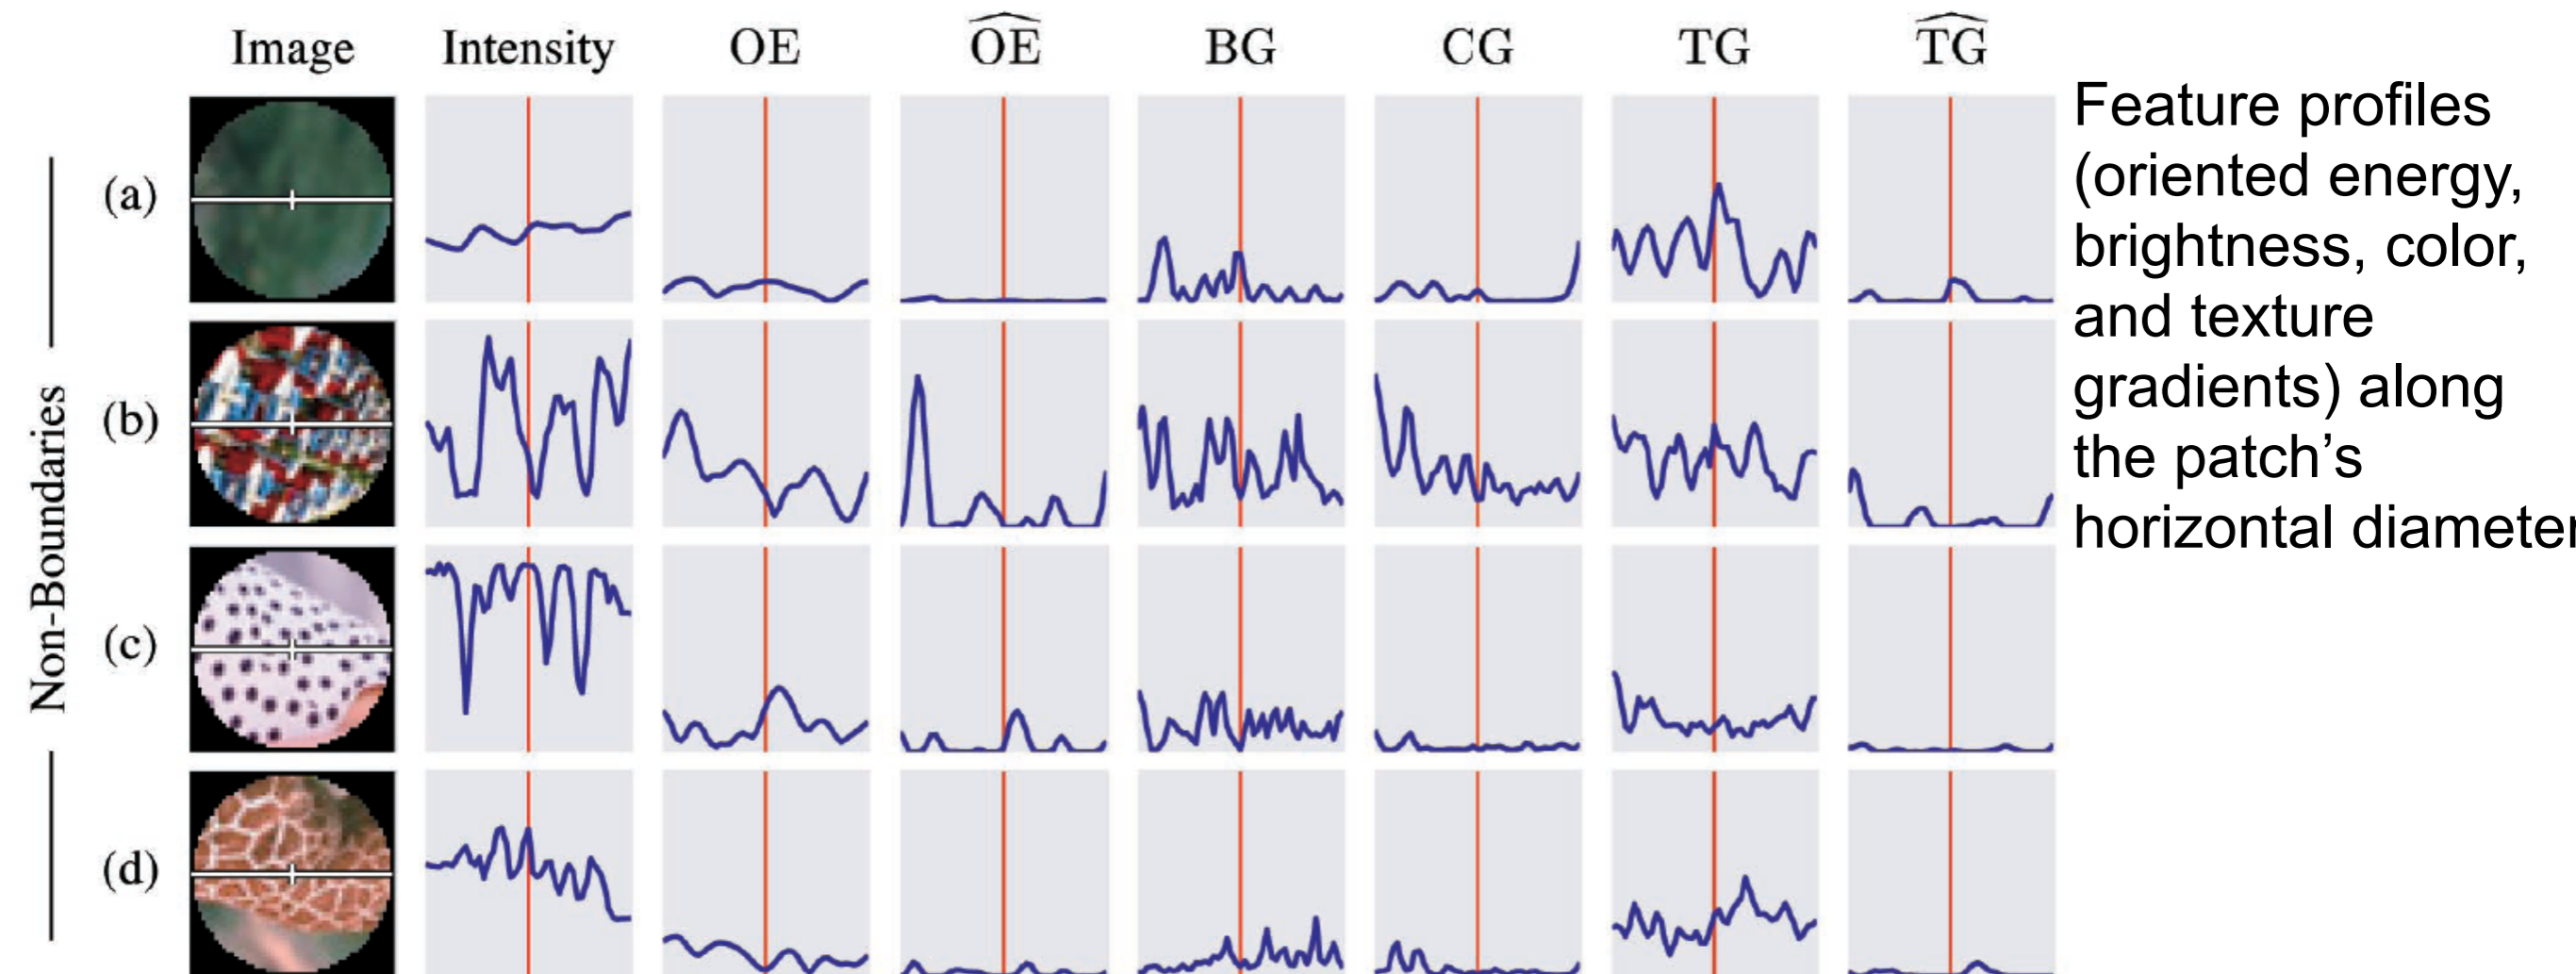 Image Intensity OE OE BG CG TG TG
Feature profiles
(oriented energy,
brightness, color,
and texture
gradients) along
the patch’s
horizontal diameter
Non-Boundaries
(a)
(b)
(c)
(d)